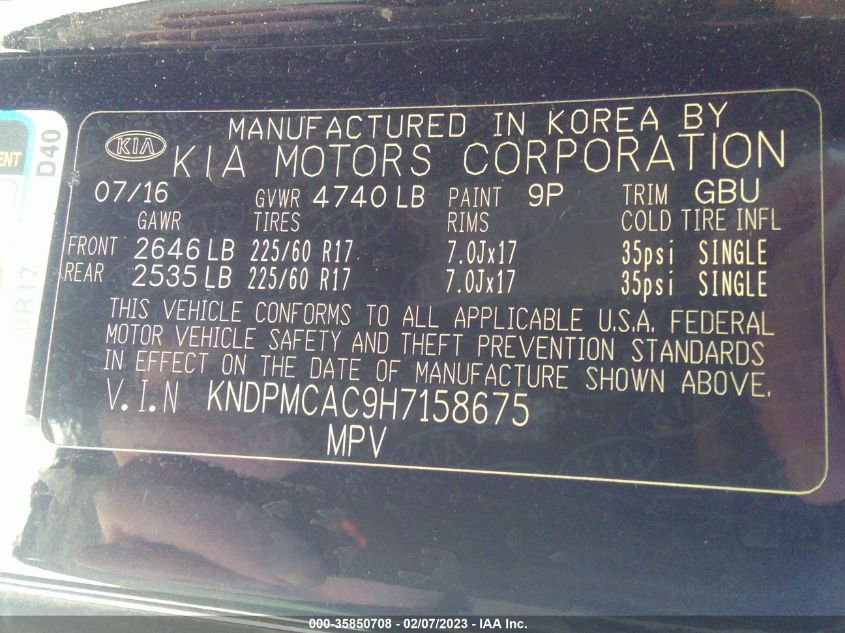 MANUFACTURED IN KOREA BY
KIA KIA MOTORS CORPORATION
07/16 GVWR 4740 LB PAINT 9P TRIM GBU
GAWR TIRES RIMS COLD TIRE INFL
FRONT 2646 LB 225/60 R17 7.0Jx17 35psi SINGLE
REAR 2535 LB 225/60 R17 7.0Jx17 35psi SINGLE
THIS VEHICLE CONFORMS TO ALL APPLICABLE U.S.A. FEDERAL
MOTOR VEHICLE SAFETY AND THEFT PREVENTION STANDARDS
IN EFFECT ON THE DATE OF MANUFACTURE SHOWN ABOVE.
V.I.N KNDPMCAC9H7158675
MPV
D40
000-35850708 - 02/07/2023 - IAA Inc.